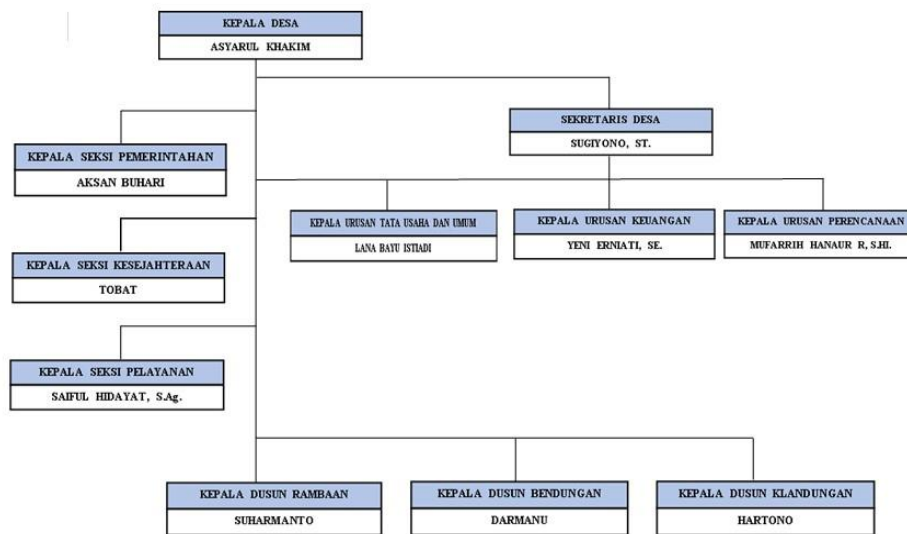 KEPALA DESA
ASYARUL KHAKIM
SEKRETARIS DESA
SUGIYONO, ST.
KEPALA SEKSI PEMERINTAHAN
AKSAN BUHARI
KEPALA URUSAN TATA USAHA DAN UMUM
LANA BAYU ISTIADI
KEPALA URUSAN KEUANGAN
YENI ERNIATI, SE.
KEPALA URUSAN PERENCANAAN
MUFARRIH HANAUR R, S.HI.
KEPALA SEKSI KESEJAHTERAAN
TOBAT
KEPALA SEKSI PELAYANAN
SAIFUL HIDAYAT, S.Ag.
KEPALA DUSUN RAMBAAN
SUHARMANTO
KEPALA DUSUN BENDUNGAN
DARMANU
KEPALA DUSUN KLANDUNGAN
HARTONO